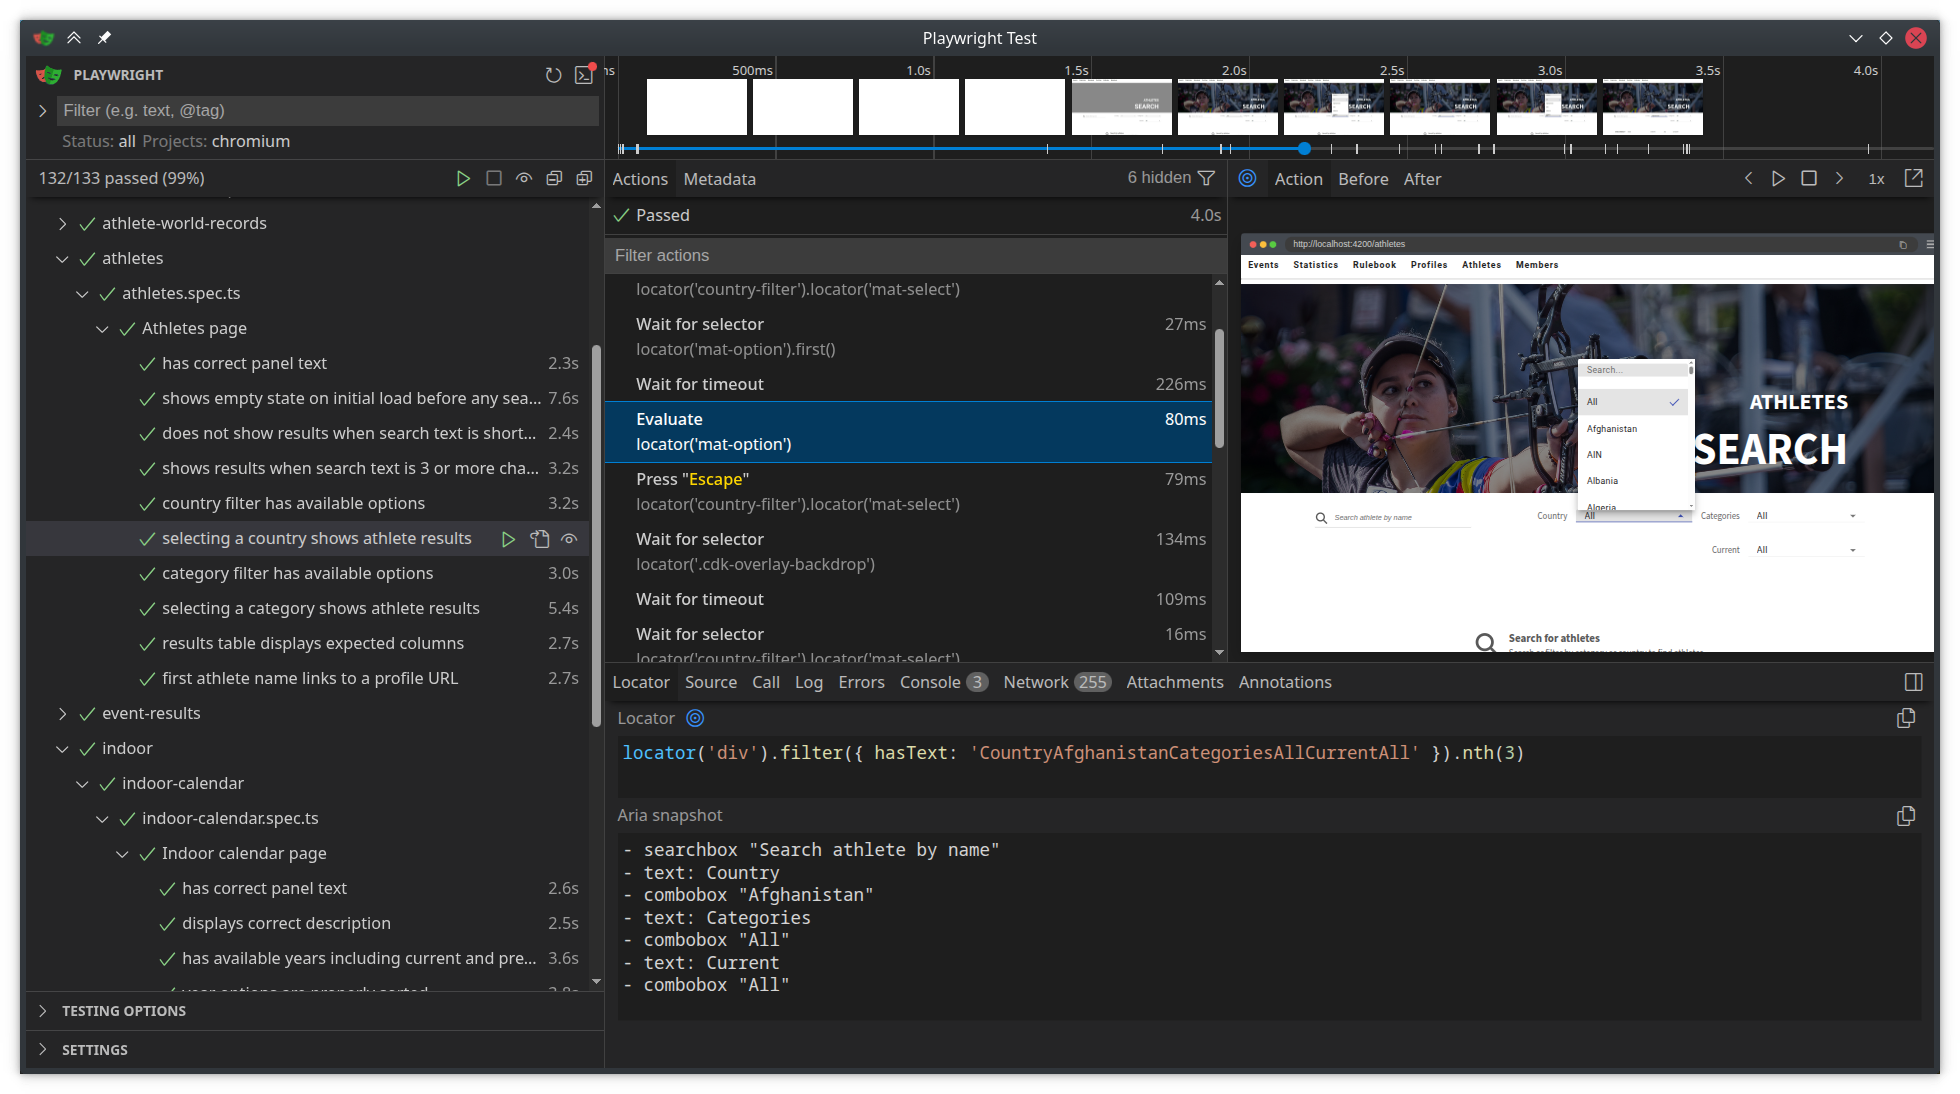 Playwright Test
PLAYWRIGHT
Filter (e.g. text, @tag)
Status: all Projects: chromium
132/133 passed (99%)
athlete-world-records
athletes
athletes.spec.ts
Athletes page
has correct panel text 2.3s
shows empty state on initial load before any sea... 7.6s
does not show results when search text is short... 2.4s
shows results when search text is 3 or more cha... 3.2s
country filter has available options 3.2s
selecting a country shows athlete results
category filter has available options 3.0s
selecting a category shows athlete results 5.4s
results table displays expected columns 2.7s
first athlete name links to a profile URL 2.7s
event-results
indoor
indoor-calendar
indoor-calendar.spec.ts
Indoor calendar page
has correct panel text 2.6s
displays correct description 2.5s
has available years including current and pre... 3.6s
TESTING OPTIONS
SETTINGS
500ms 1.0s 1.5s 2.0s 2.5s 3.0s 3.5s 4.0s
Actions Metadata 6 hidden
Passed 4.0s
Filter actions
locator('country-filter').locator('mat-select')
Wait for selector 27ms
locator('mat-option').first()
Wait for timeout 226ms
Evaluate 80ms
locator('mat-option')
Press "Escape" 79ms
locator('country-filter').locator('mat-select')
Wait for selector 134ms
locator('.cdk-overlay-backdrop')
Wait for timeout 109ms
Wait for selector 16ms
locator('country-filter').locator('mat-select')
Action Before After 1x
http://localhost:4200/athletes
Events Statistics Rulebook Profiles Athletes Members
ATHLETES
SEARCH
Search...
All
Afghanistan
AIN
Albania
Algeria
Search athlete by name
Country All
Categories All
Current All
Search for athletes
Locator Source Call Log Errors Console 3 Network 255 Attachments Annotations
Locator
locator('div').filter({ hasText: 'CountryAfghanistanCategoriesAllCurrentAll' }).nth(3)
Aria snapshot
- searchbox "Search athlete by name"
- text: Country
- combobox "Afghanistan"
- text: Categories
- combobox "All"
- text: Current
- combobox "All"